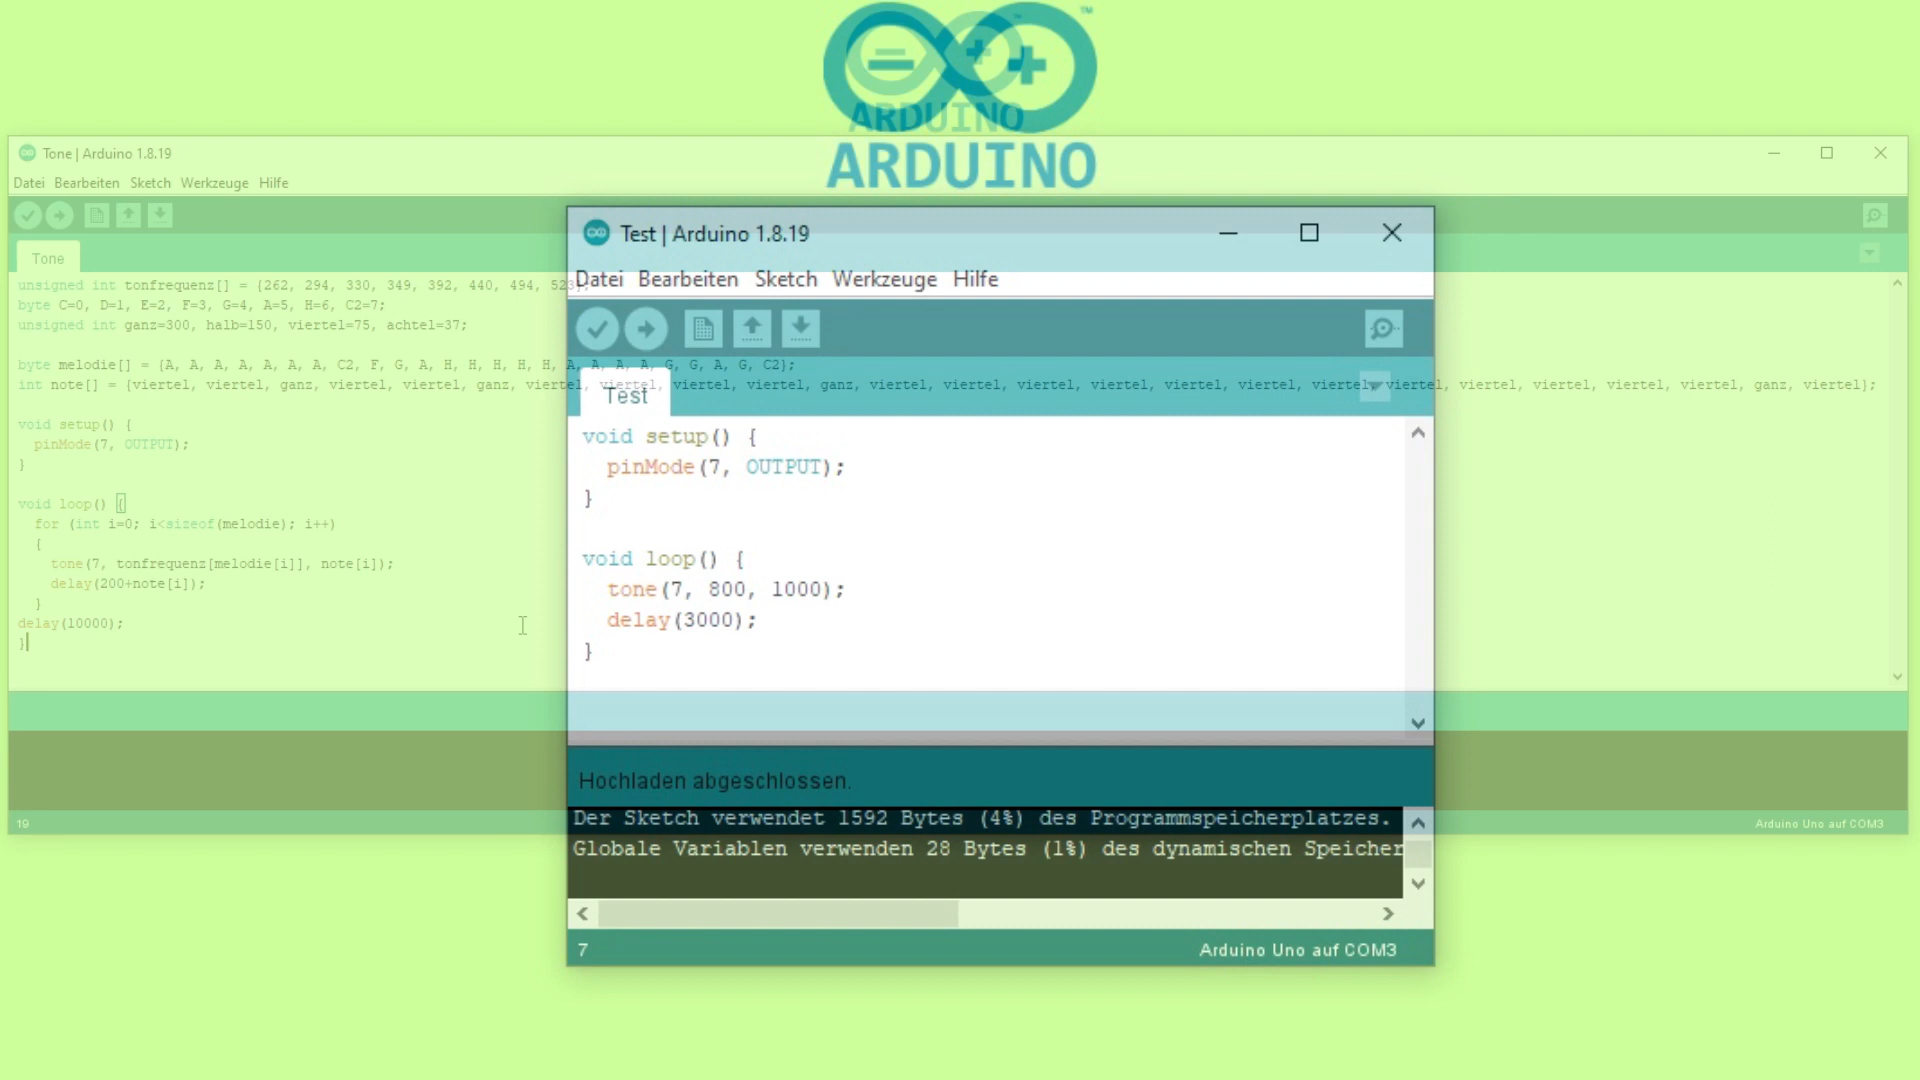 ARDUINO
ARDUINO
Tone | Arduino 1.8.19
Datei Bearbeiten Sketch Werkzeuge Hilfe
Tone
unsigned int tonfrequenz[] = {262, 294, 330, 349, 392, 440, 494, 523};
byte C=0, D=1, E=2, F=3, G=4, A=5, H=6, C2=7;
unsigned int ganz=300, halb=150, viertel=75, achtel=37;
byte melodie[] = {A, A, A, A, A, A, A, C2, F, G, A, H, H, H, H, H, A, A, A, A, G, G, A, G, C2};
int note[] = {viertel, viertel, ganz, viertel, viertel, ganz, viertel, viertel, viertel, viertel, ganz, viertel, viertel, viertel, viertel, viertel, viertel, viertel, viertel, viertel, viertel, viertel, viertel, ganz, viertel};
void setup() {
pinMode(7, OUTPUT);
}
void loop() {
for (int i=0; i<sizeof(melodie); i++)
{
tone(7, tonfrequenz[melodie[i]], note[i]);
delay(200+note[i]);
}
delay(10000);
}
19
Arduino Uno auf COM3
Test | Arduino 1.8.19
Datei Bearbeiten Sketch Werkzeuge Hilfe
Test
void setup() {
pinMode(7, OUTPUT);
}
void loop() {
tone(7, 800, 1000);
delay(3000);
}
Hochladen abgeschlossen.
Der Sketch verwendet 1592 Bytes (4%) des Programmspeicherplatzes.
Globale Variablen verwenden 28 Bytes (1%) des dynamischen Speicher
7
Arduino Uno auf COM3